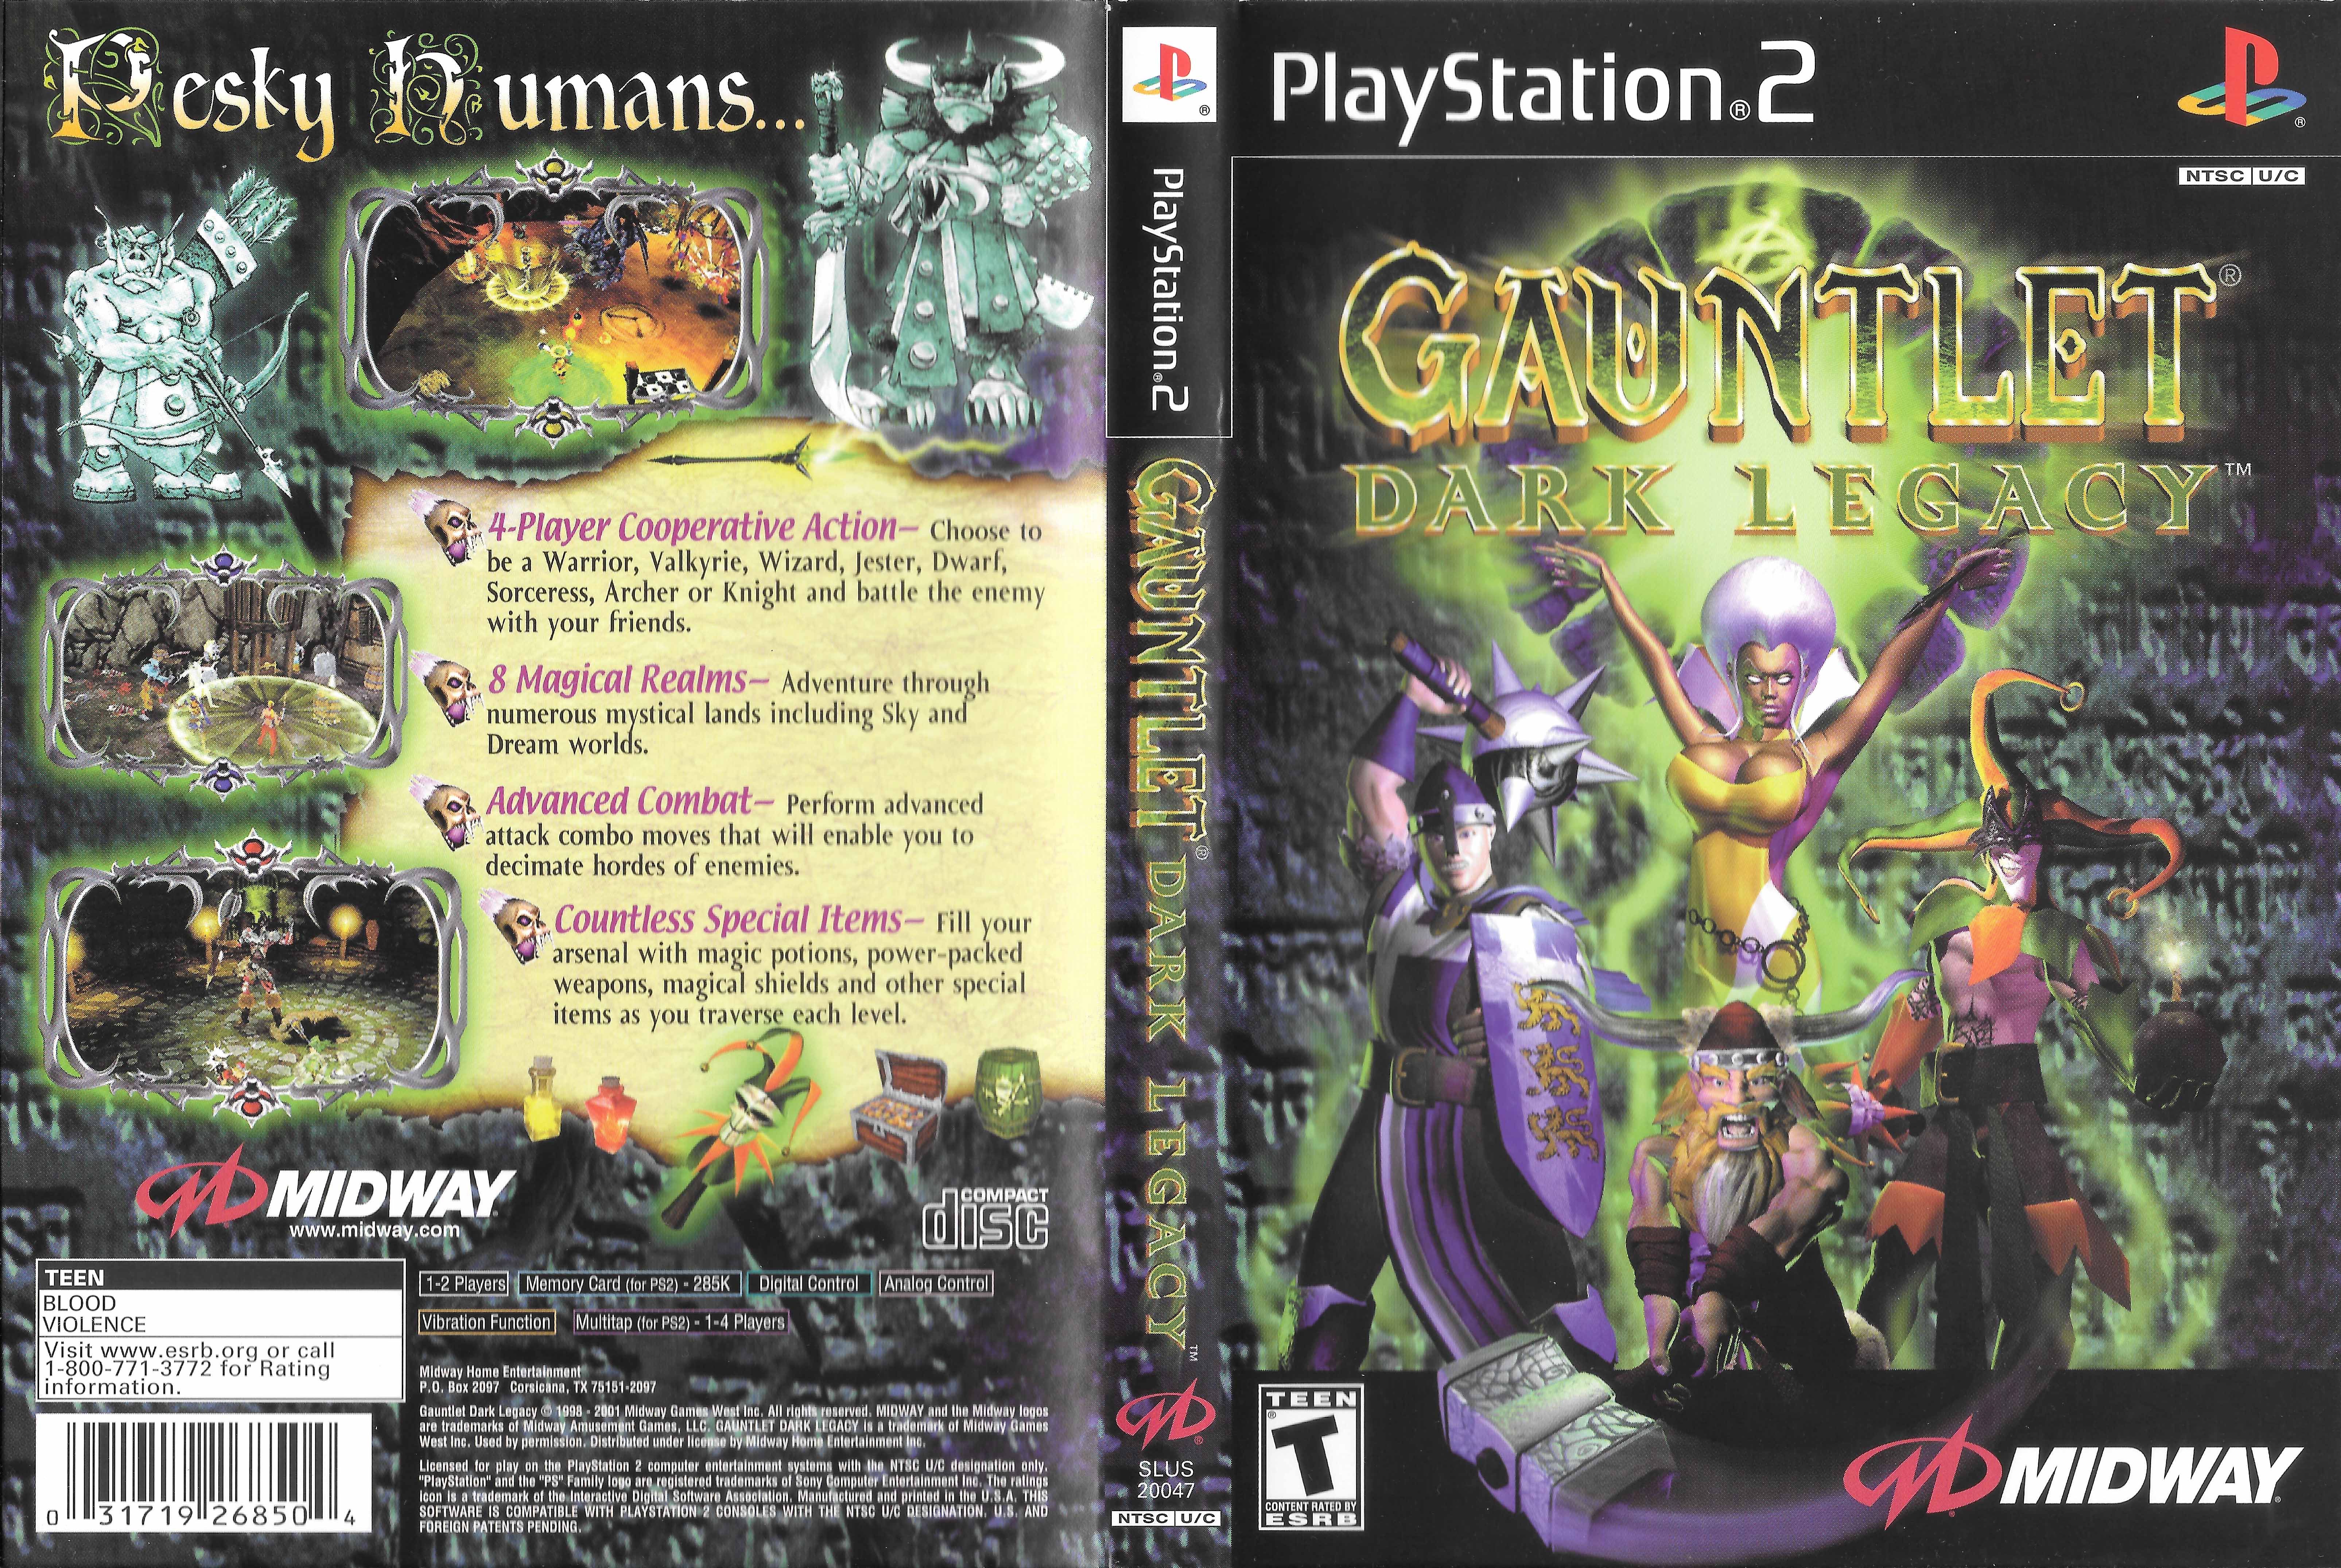 Pesky Humans...
4-Player Cooperative Action— Choose to
be a Warrior, Valkyrie, Wizard, Jester, Dwarf,
Sorceress, Archer or Knight and battle the enemy
with your friends.
8 Magical Realms— Adventure through
numerous mystical lands including Sky and
Dream worlds.
Advanced Combat— Perform advanced
attack combo moves that will enable you to
decimate hordes of enemies.
Countless Special Items— Fill your
arsenal with magic potions, power-packed
weapons, magical shields and other special
items as you traverse each level.
MIDWAY
www.midway.com
COMPACT
disc
TEEN
BLOOD
VIOLENCE
Visit www.esrb.org or call
1-800-771-3772 for Rating
information.
0 31719 26850 4
1-2 Players Memory Card (for PS2) - 285K Digital Control Analog Control
Vibration Function Multitap (for PS2) - 1-4 Players
Midway Home Entertainment
P.O. Box 2097 Corsicana, TX 75151-2097
Gauntlet Dark Legacy © 1998 - 2001 Midway Games West Inc. All rights reserved. MIDWAY and the Midway logos
are trademarks of Midway Amusement Games, LLC. GAUNTLET DARK LEGACY is a trademark of Midway Games
West Inc. Used by permission. Distributed under license by Midway Home Entertainment Inc.
Licensed for play on the PlayStation 2 computer entertainment systems with the NTSC U/C designation only.
"PlayStation" and the "PS" Family logo are registered trademarks of Sony Computer Entertainment Inc. The ratings
icon is a trademark of the Interactive Digital Software Association. Manufactured and printed in the U.S.A. THIS
SOFTWARE IS COMPATIBLE WITH PLAYSTATION 2 CONSOLES WITH THE NTSC U/C DESIGNATION. U.S. AND
FOREIGN PATENTS PENDING.
PlayStation®2
GAUNTLET® DARK LEGACY™
SLUS
20047
NTSC U/C
PlayStation®2
NTSC U/C
GAUNTLET®
DARK LEGACY™
TEEN
T
CONTENT RATED BY
ESRB
MIDWAY